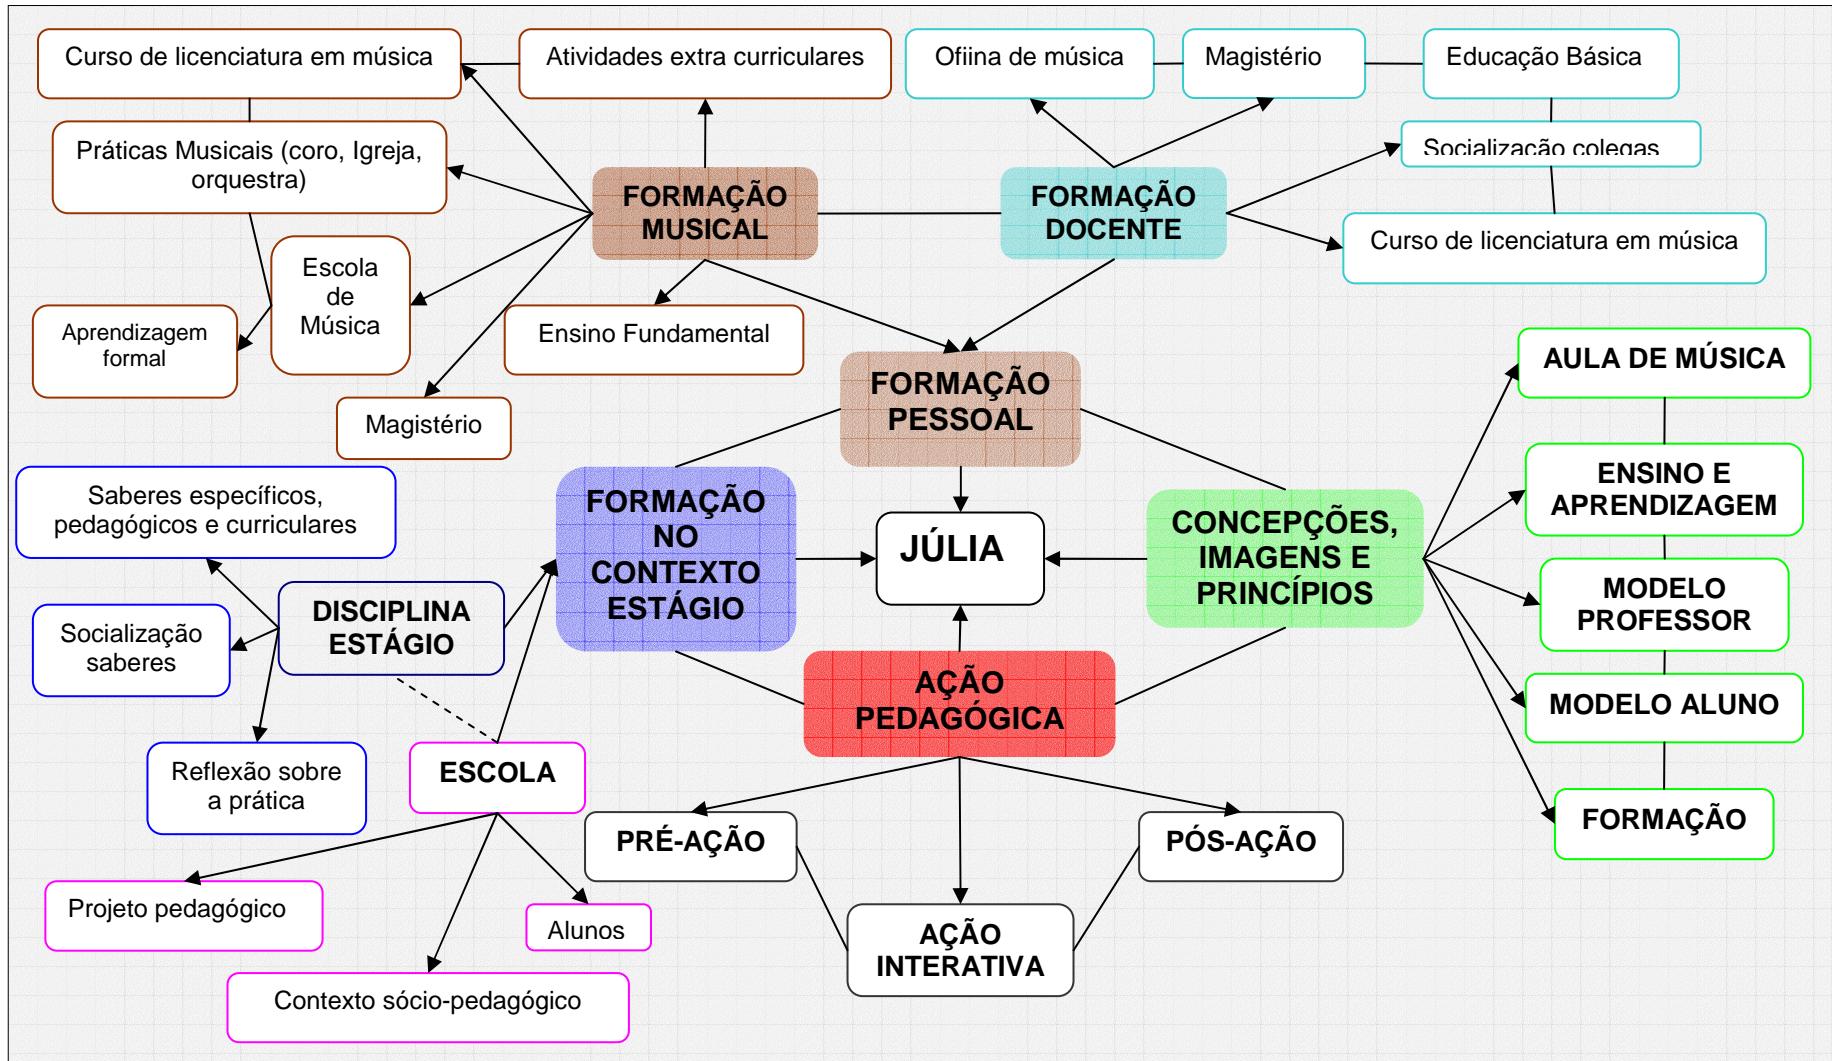 Curso de licenciatura em música
Atividades extra curriculares
Ofiina de música
Magistério
Educação Básica
Práticas Musicais (coro, Igreja,
orquestra)
Socialização colegas
FORMAÇÃO
MUSICAL
FORMAÇÃO
DOCENTE
Curso de licenciatura em música
Escola
de
Música
Aprendizagem
formal
Ensino Fundamental
Magistério
FORMAÇÃO
PESSOAL
AULA DE MÚSICA
Saberes específicos,
pedagógicos e curriculares
FORMAÇÃO
NO
CONTEXTO
ESTÁGIO
JÚLIA
CONCEPÇÕES,
IMAGENS E
PRINCÍPIOS
ENSINO E
APRENDIZAGEM
MODELO
PROFESSOR
DISCIPLINA
ESTÁGIO
Socialização
saberes
AÇÃO
PEDAGÓGICA
MODELO ALUNO
Reflexão sobre
a prática
ESCOLA
PRÉ-AÇÃO
PÓS-AÇÃO
FORMAÇÃO
Projeto pedagógico
Alunos
AÇÃO
INTERATIVA
Contexto sócio-pedagógico